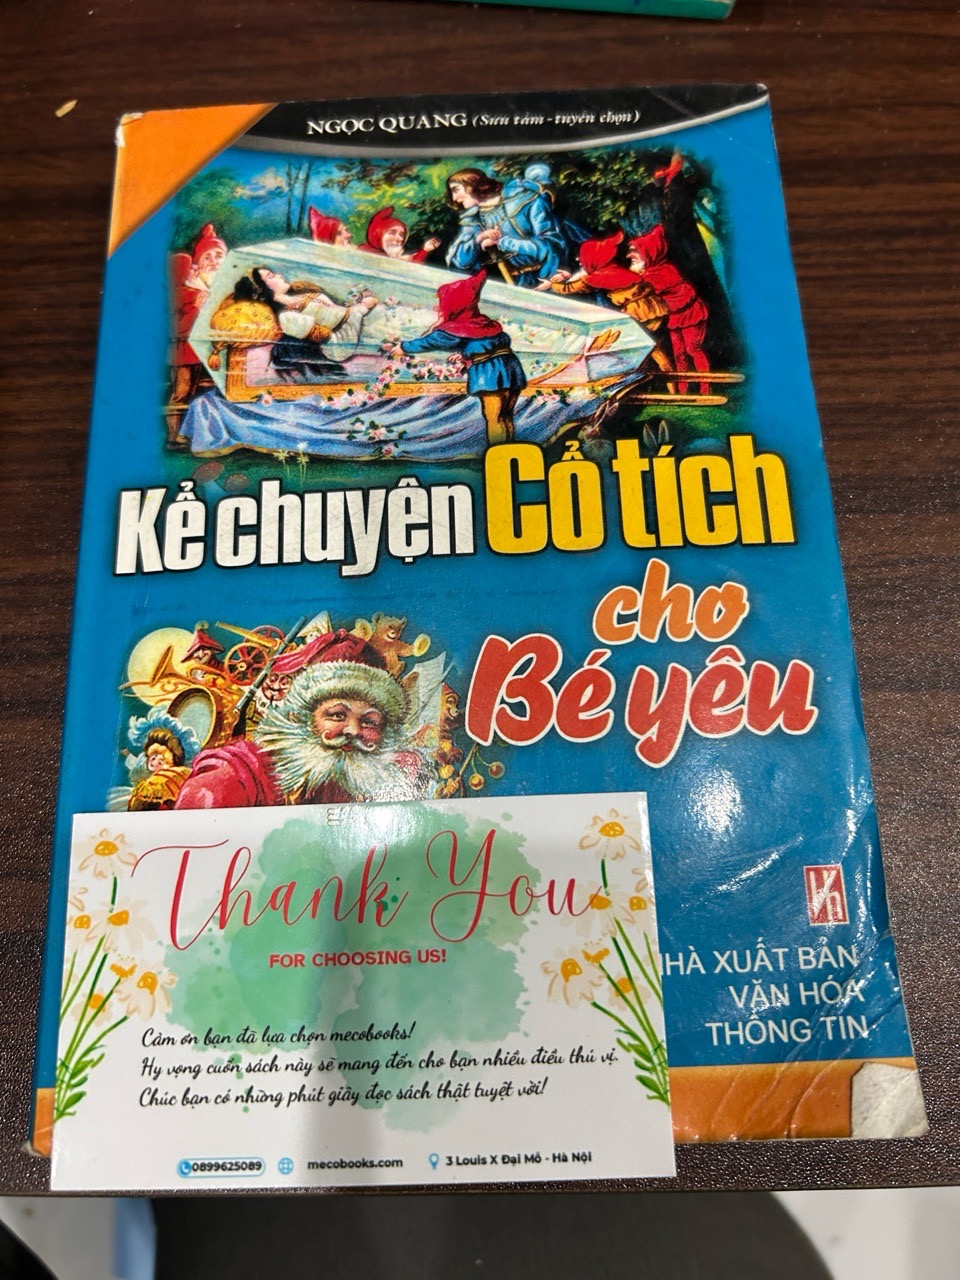 NGỌC QUANG (Sưu tầm - tuyển chọn)
Kể chuyện Cổ tích
cho
Bé yêu
Vh
NHÀ XUẤT BẢN
VĂN HÓA
THÔNG TIN
Thank You
FOR CHOOSING US!
Cảm ơn bạn đã lựa chọn mecobooks!
Hy vọng cuốn sách này sẽ mang đến cho bạn nhiều điều thú vị.
Chúc bạn có những phút giây đọc sách thật tuyệt vời!
0899625089 mecobooks.com 3 Louis X Đại Mỗ - Hà Nội